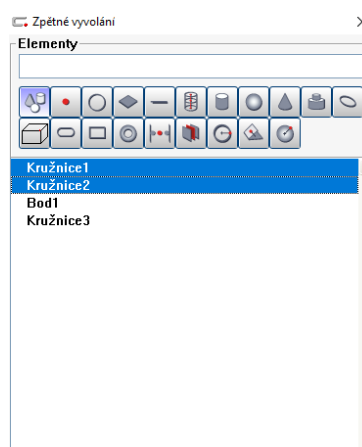 Zpětné vyvolání
Elementy
Kružnice1
Kružnice2
Bod1
Kružnice3